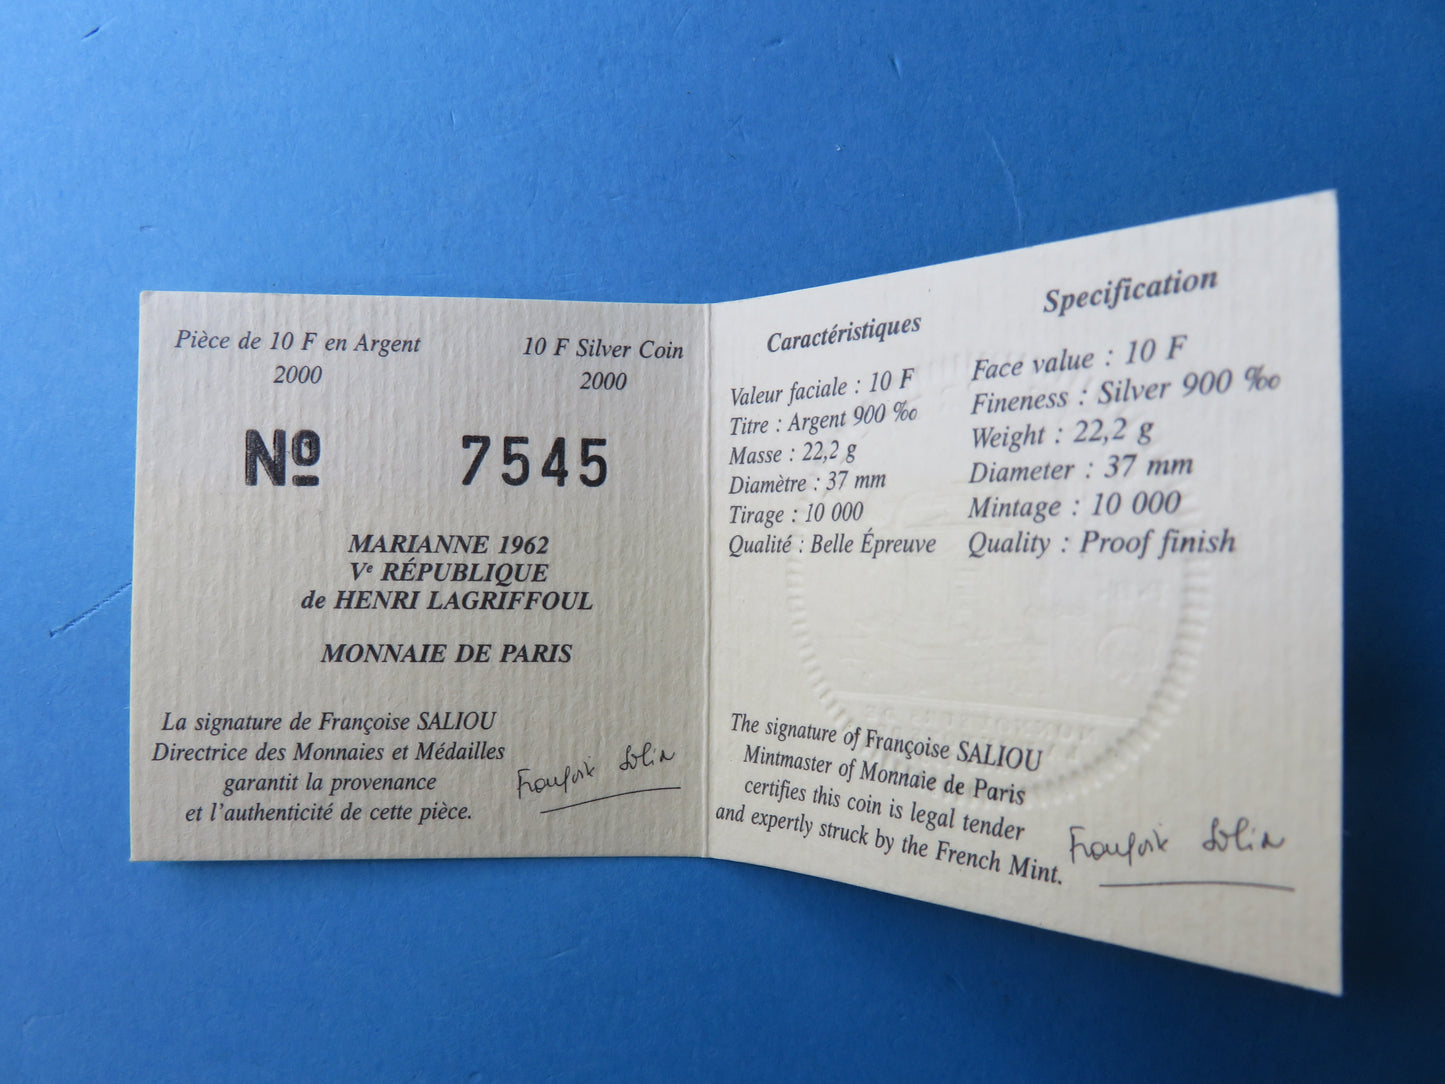 Pièce de 10 F en Argent
2000
10 F Silver Coin
2000
Nº 7545
MARIANNE 1962
Ve RÉPUBLIQUE
de HENRI LAGRIFFOUL
MONNAIE DE PARIS
La signature de Françoise SALIOU
Directrice des Monnaies et Médailles
garantit la provenance
et l'authenticité de cette pièce.
Caractéristiques
Valeur faciale : 10 F
Titre : Argent 900 ‰
Masse : 22,2 g
Diamètre : 37 mm
Tirage : 10 000
Qualité : Belle Épreuve
Specification
Face value : 10 F
Fineness : Silver 900 ‰
Weight : 22,2 g
Diameter : 37 mm
Mintage : 10 000
Quality : Proof finish
The signature of Françoise SALIOU
Mintmaster of Monnaie de Paris
certifies this coin is legal tender
and expertly struck by the French Mint.